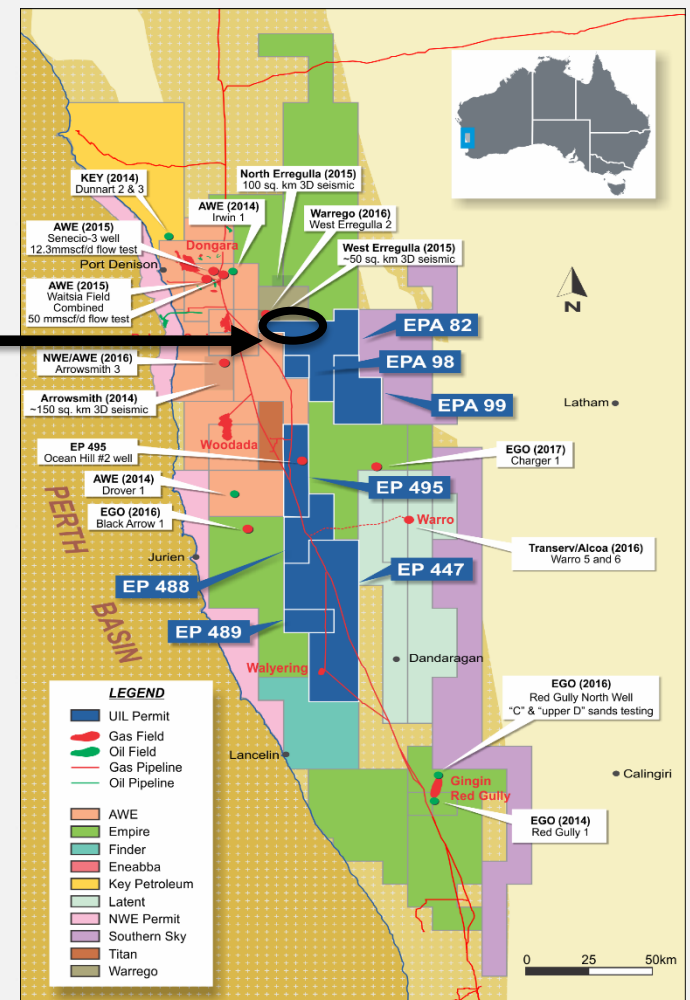 KEY (2014)
Dunnart 2 & 3
North Erregulla (2015)
100 sq. km 3D seismic
AWE (2014)
Irwin 1
Warrego (2016)
West Erregulla 2
AWE (2015)
Senecio-3 well
12.3mmscf/d flow test
Dongara
West Erregulla (2015)
~50 sq. km 3D seismic
Port Denison
AWE (2015)
Waitsia Field
Combined
50 mmscf/d flow test
N
EPA 82
NWE/AWE (2016)
Arrowsmith 3
EPA 98
Arrowsmith (2014)
~150 sq. km 3D seismic
EPA 99
Latham
Woodada
EP 495
Ocean Hill #2 well
EGO (2017)
Charger 1
AWE (2014)
Drover 1
EP 495
EGO (2016)
Black Arrow 1
Warro
PERTH
BASIN
Jurien
Transerv/Alcoa (2016)
Warro 5 and 6
EP 447
EP 488
EP 489
Dandaragan
Walyering
EGO (2016)
Red Gully North Well
“C” & “upper D” sands testing
LEGEND
UIL Permit
Gas Field
Oil Field
Gas Pipeline
Oil Pipeline
AWE
Empire
Finder
Eneabba
Key Petroleum
Latent
NWE Permit
Southern Sky
Titan
Warrego
Lancelin
Calingiri
Gingin
Red Gully
EGO (2014)
Red Gully 1
0 25 50km